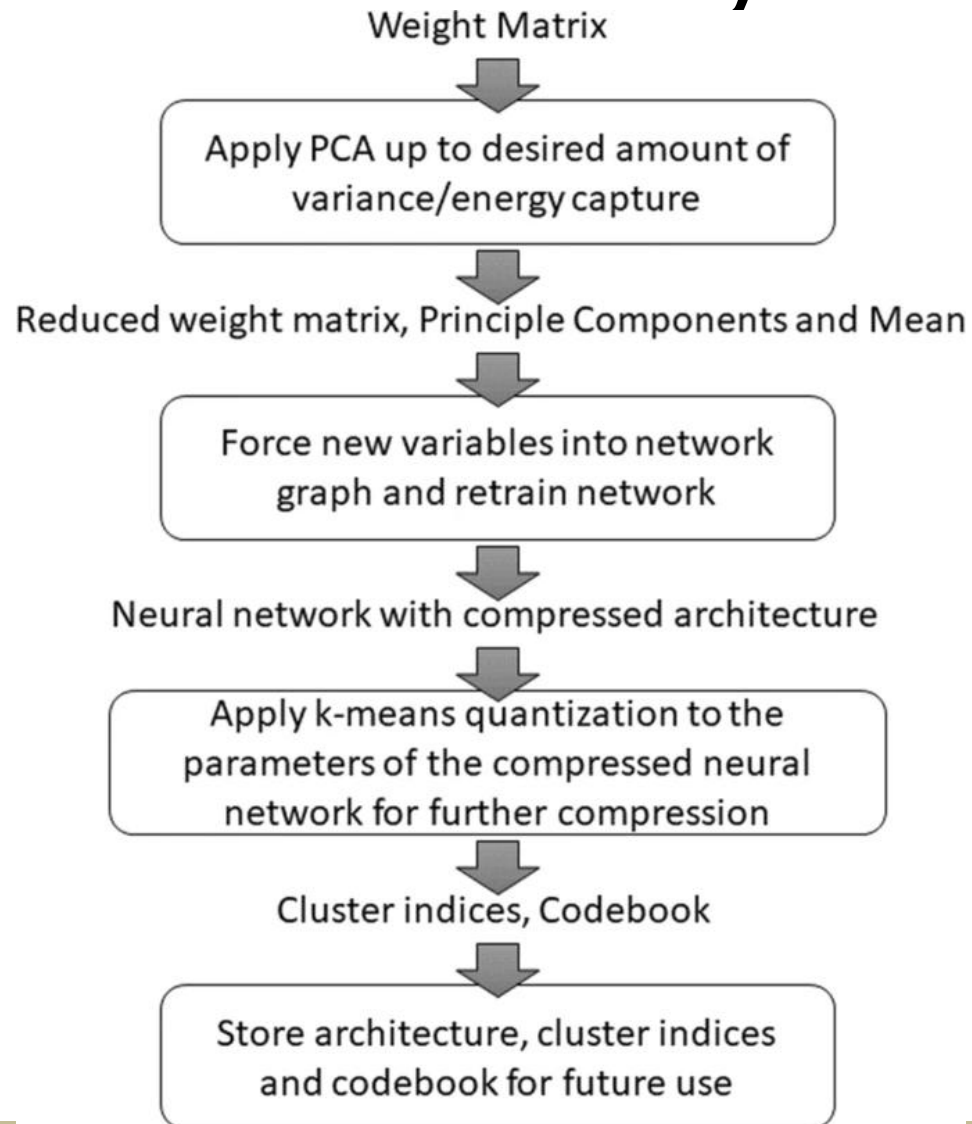 Weight Matrix
Apply PCA up to desired amount of
variance/energy capture
Reduced weight matrix, Principle Components and Mean
Force new variables into network
graph and retrain network
Neural network with compressed architecture
Apply k-means quantization to the
parameters of the compressed neural
network for further compression
Cluster indices, Codebook
Store architecture, cluster indices
and codebook for future use